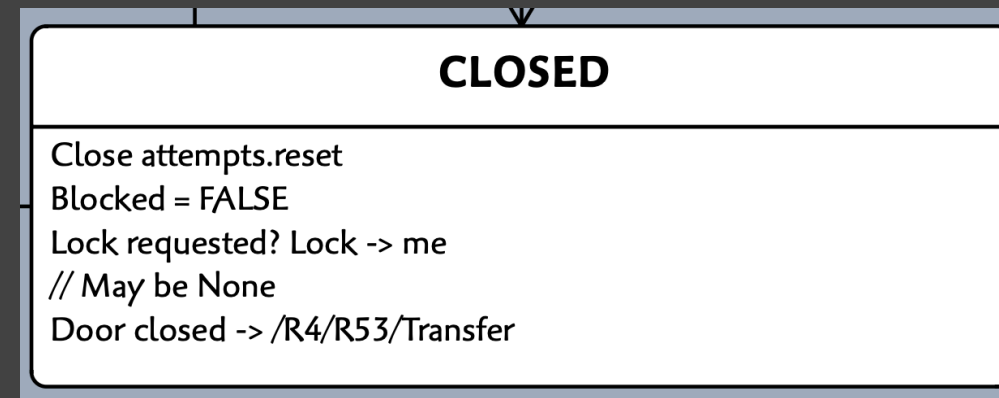 CLOSED
Close attempts.reset
Blocked = FALSE
Lock requested? Lock -> me
// May be None
Door closed -> /R4/R53/Transfer